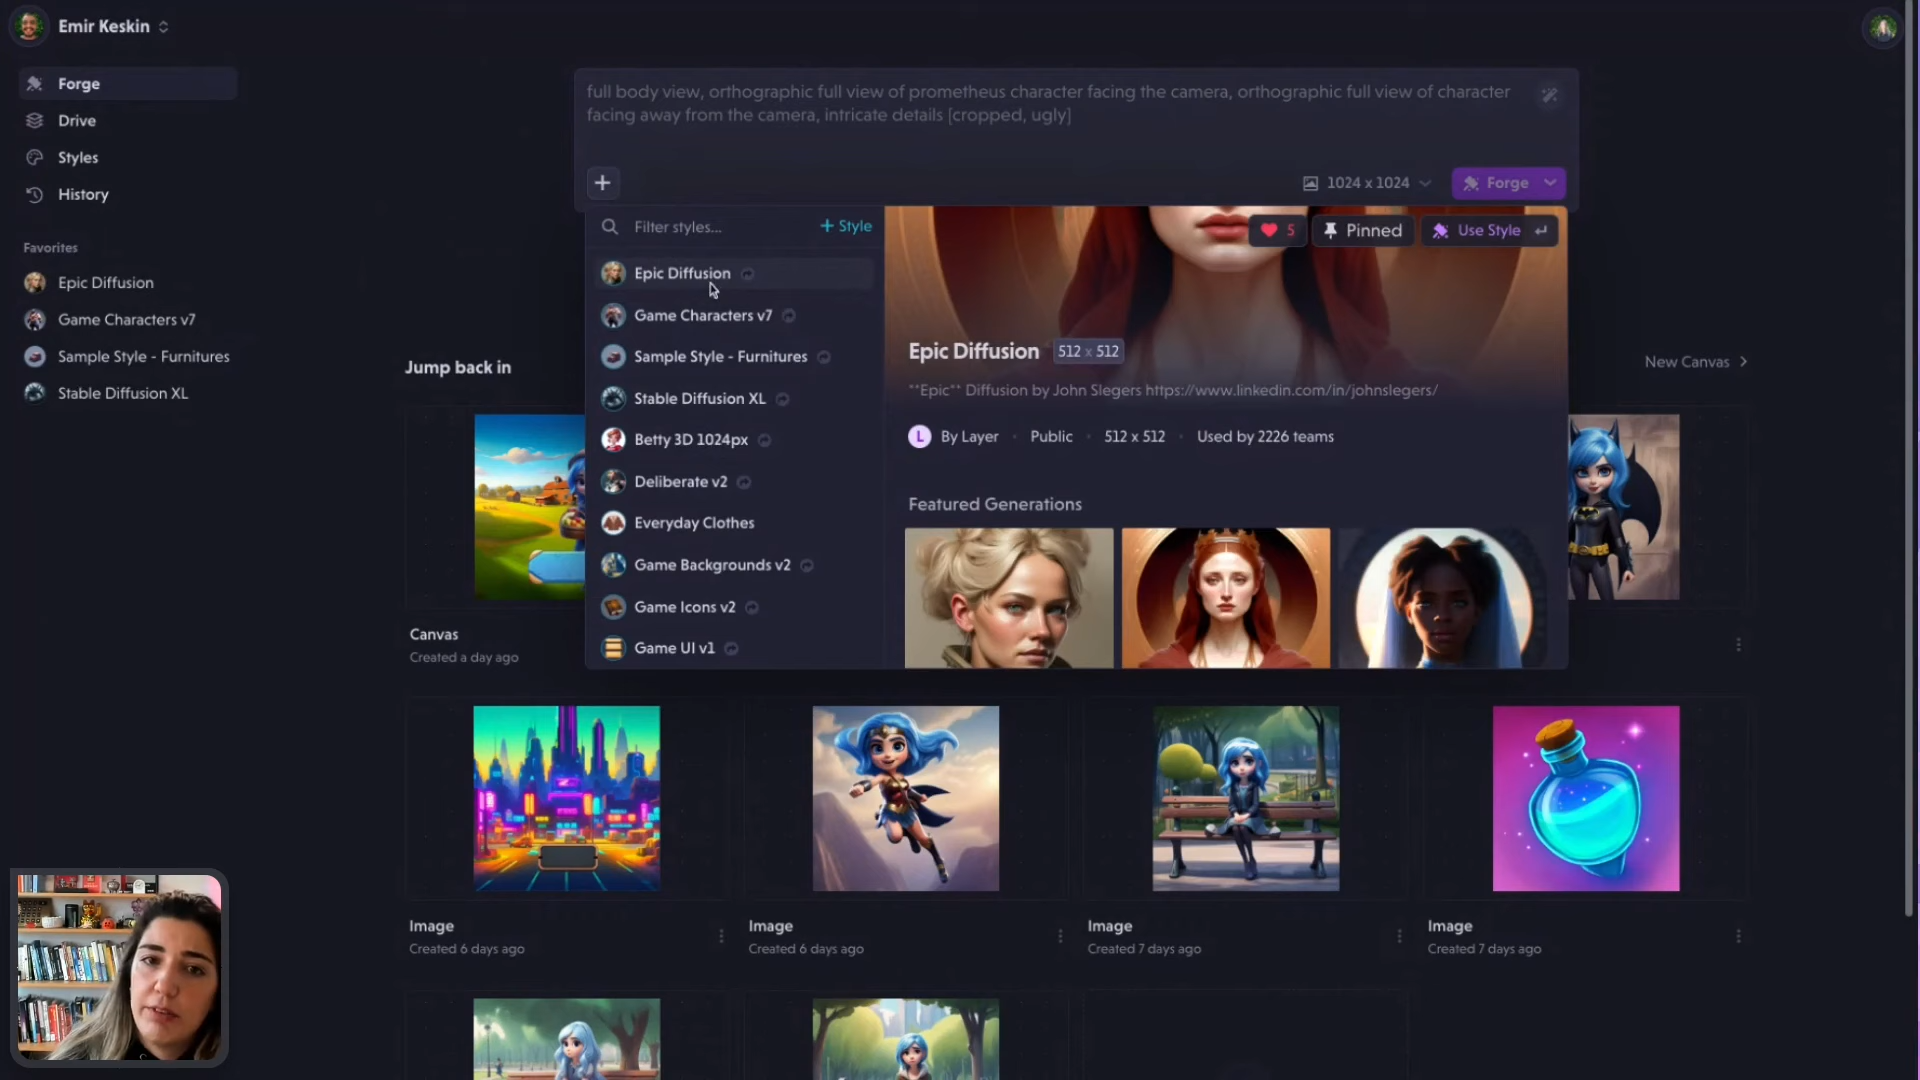 Emir Keskin
Forge
Drive
Styles
History
Favorites
Epic Diffusion
Game Characters v7
Sample Style - Furnitures
Stable Diffusion XL
full body view, orthographic full view of prometheus character facing the camera, orthographic full view of character
facing away from the camera, intricate details [cropped, ugly]
1024 x 1024
Forge
Filter styles...
+ Style
Epic Diffusion
Game Characters v7
Sample Style - Furnitures
Stable Diffusion XL
Betty 3D 1024px
Deliberate v2
Everyday Clothes
Game Backgrounds v2
Game Icons v2
Game UI v1
5
Pinned
Use Style
Epic Diffusion
512 x 512
**Epic** Diffusion by John Slegers https://www.linkedin.com/in/johnslegers/
L
By Layer · Public · 512 x 512 · Used by 2226 teams
Featured Generations
Jump back in
New Canvas
Canvas
Created a day ago
Image
Created 6 days ago
Image
Created 6 days ago
Image
Created 7 days ago
Image
Created 7 days ago